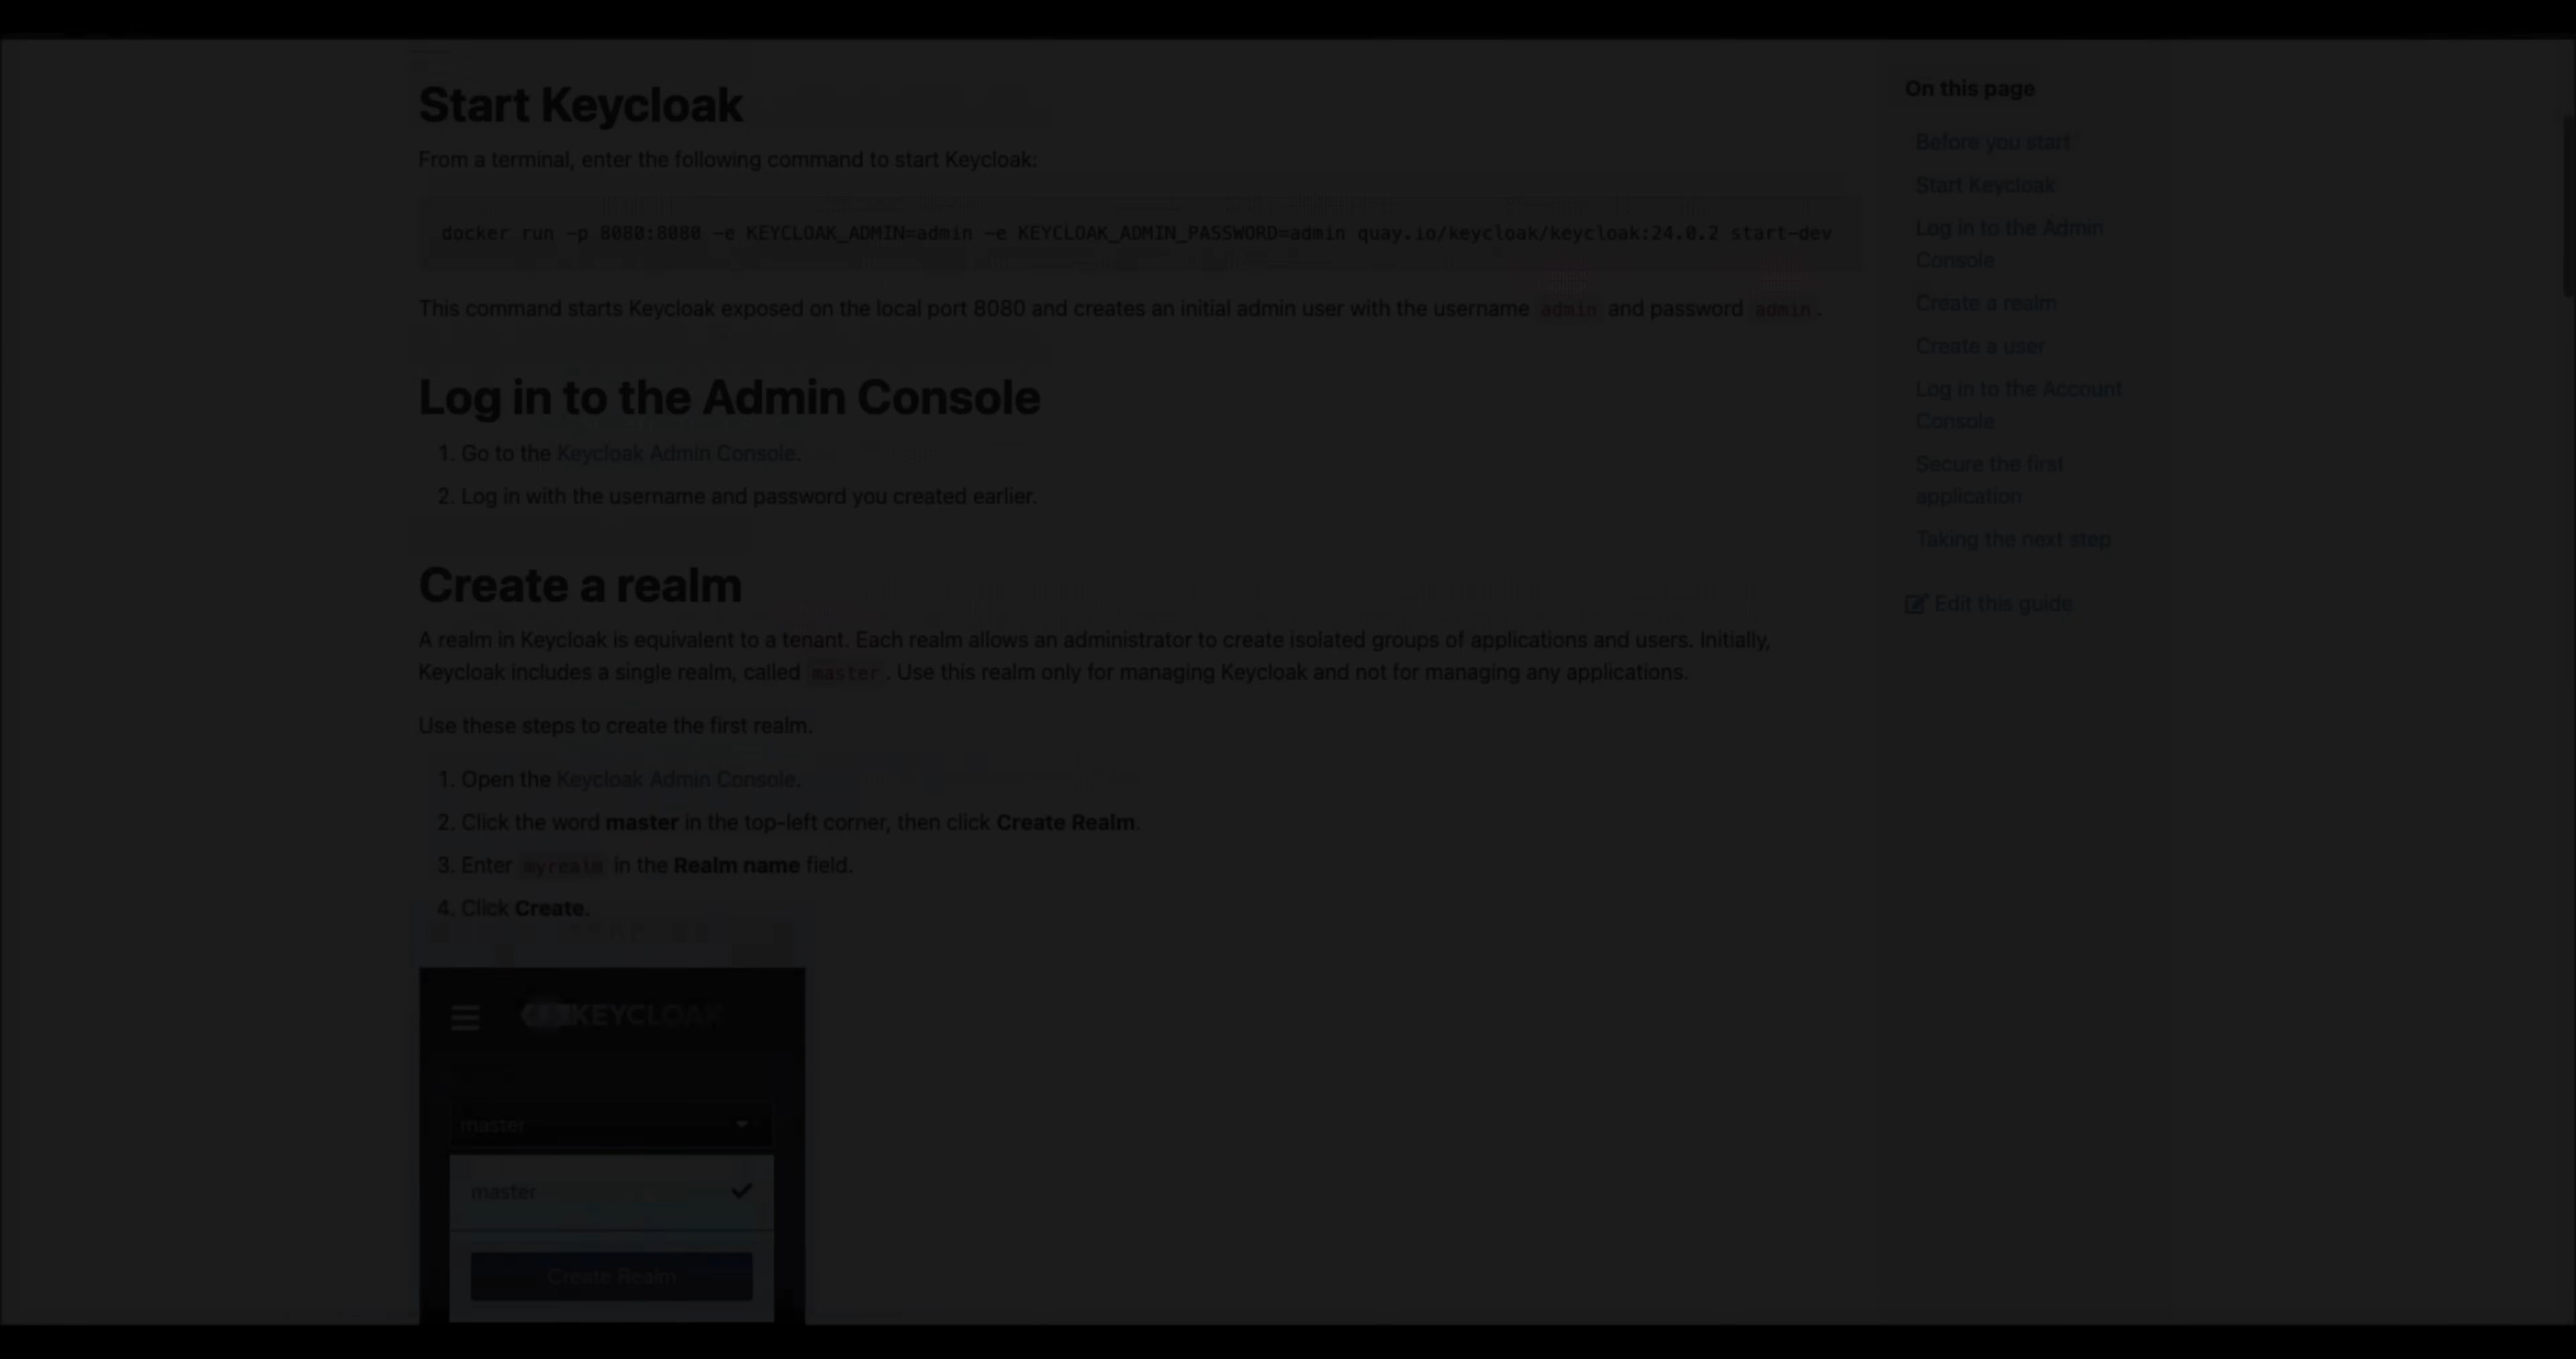 Start Keycloak
From a terminal, enter the following command to start Keycloak:
docker run -p 8080:8080 -e KEYCLOAK_ADMIN=admin -e KEYCLOAK_ADMIN_PASSWORD=admin quay.io/keycloak/keycloak:24.0.2 start-dev
This command starts Keycloak exposed on the local port 8080 and creates an initial admin user with the username admin and password admin.
Log in to the Admin Console
1. Go to the Keycloak Admin Console.
2. Log in with the username and password you created earlier.
Create a realm
A realm in Keycloak is equivalent to a tenant. Each realm allows an administrator to create isolated groups of applications and users. Initially,
Keycloak includes a single realm, called master. Use this realm only for managing Keycloak and not for managing any applications.
Use these steps to create the first realm.
1. Open the Keycloak Admin Console.
2. Click the word master in the top-left corner, then click Create Realm.
3. Enter myrealm in the Realm name field.
4. Click Create.
KEYCLOAK
master
master
Create Realm
On this page
Before you start
Start Keycloak
Log in to the Admin
Console
Create a realm
Create a user
Log in to the Account
Console
Secure the first
application
Taking the next step
Edit this guide